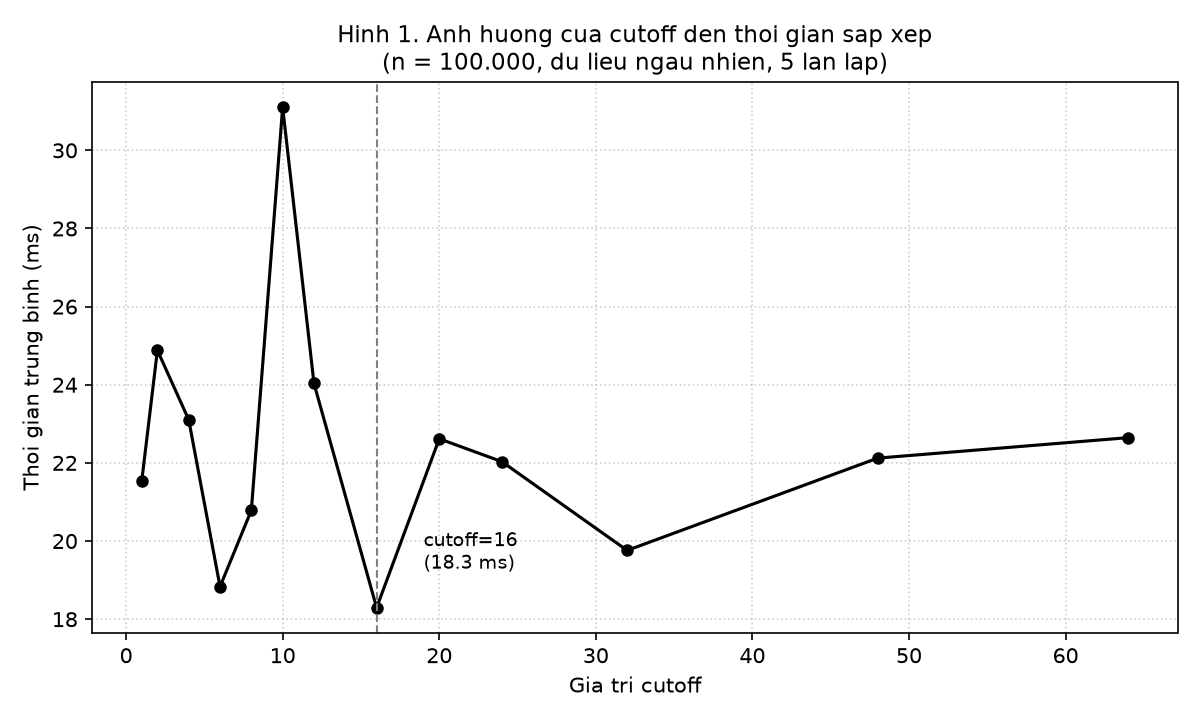 Hinh 1. Anh huong cua cutoff den thoi gian sap xep
(n = 100.000, du lieu ngau nhien, 5 lan lap)
Thoi gian trung binh (ms)
30
28
26
24
22
20
18
cutoff=16
(18.3 ms)
0 10 20 30 40 50 60
Gia tri cutoff